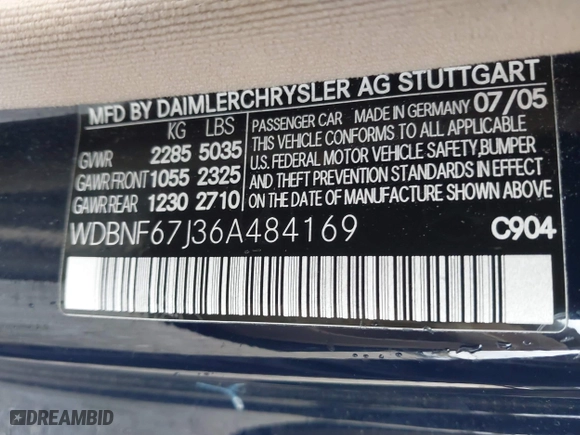 MFD BY DAIMLERCHRYSLER AG STUTTGART
KG LBS
GVWR 2285 5035
GAWR FRONT 1055 2325
GAWR REAR 1230 2710
PASSENGER CAR MADE IN GERMANY 07/05
THIS VEHICLE CONFORMS TO ALL APPLICABLE
U.S. FEDERAL MOTOR VEHICLE SAFETY, BUMPER
AND THEFT PREVENTION STANDARDS IN EFFECT
ON THE DATE OF MANUFACTURE SHOWN ABOVE.
WDBNF67J36A484169 C904
DREAMBID